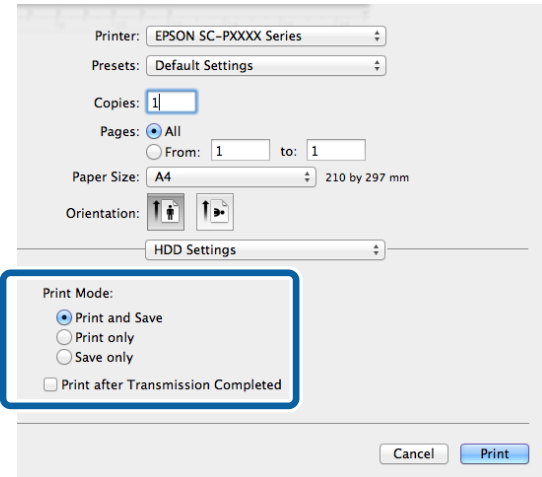 Printer: EPSON SC-PXXXX Series
Presets: Default Settings
Copies: 1
Pages: All
From: 1 to: 1
Paper Size: A4 210 by 297 mm
Orientation:
HDD Settings
Print Mode:
Print and Save
Print only
Save only
Print after Transmission Completed
Cancel Print